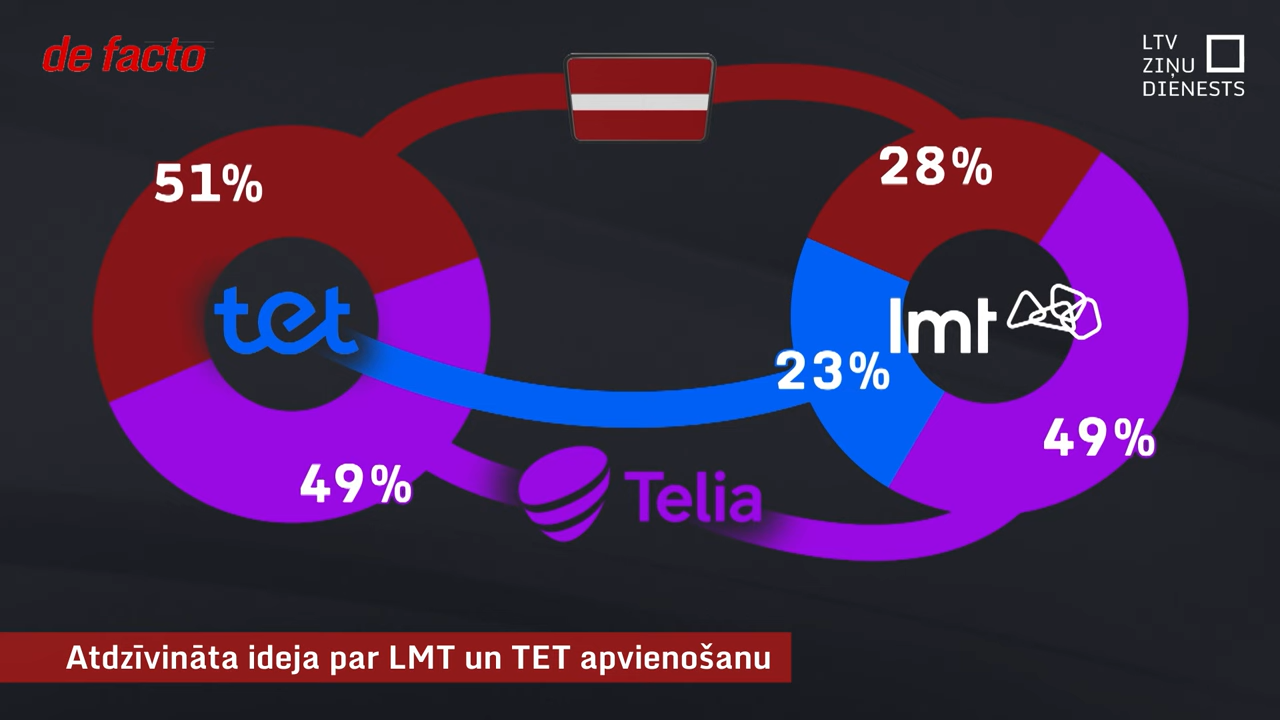 de facto
LTV
ZIŅU
DIENESTS
51%
28%
tet
lmt
23%
49%
49%
Telia
Atdzīvināta ideja par LMT un TET apvienošanu